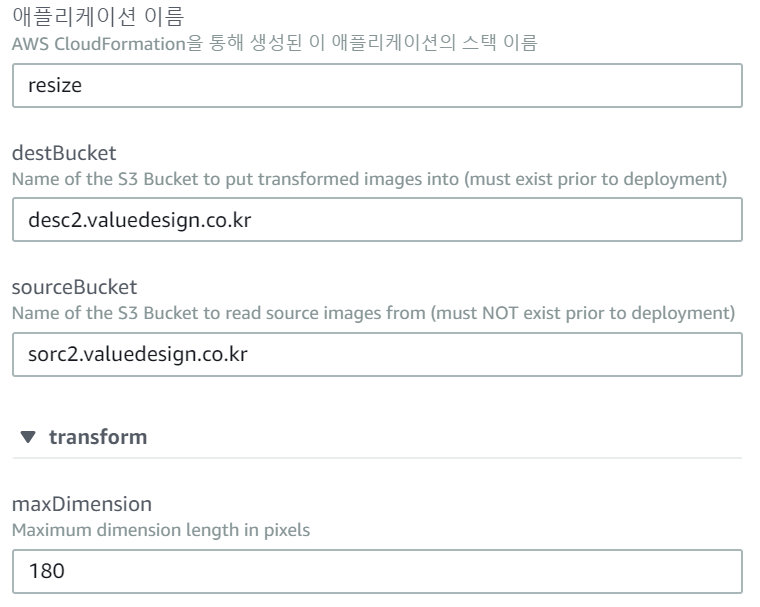 애플리케이션 이름
AWS CloudFormation을 통해 생성된 이 애플리케이션의 스택 이름
resize
destBucket
Name of the S3 Bucket to put transformed images into (must exist prior to deployment)
desc2.valuedesign.co.kr
sourceBucket
Name of the S3 Bucket to read source images from (must NOT exist prior to deployment)
sorc2.valuedesign.co.kr
transform
maxDimension
Maximum dimension length in pixels
180